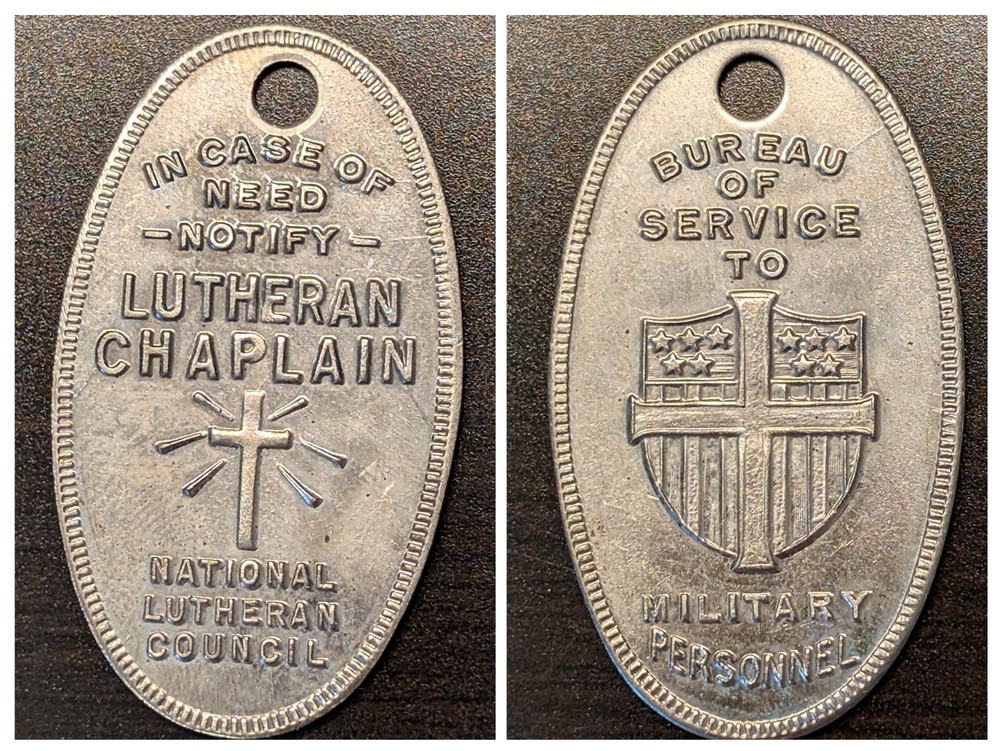 IN CASE OF
NEED
-NOTIFY-
LUTHERAN
CHAPLAIN
NATIONAL
LUTHERAN
COUNCIL
BUREAU
OF
SERVICE
TO
MILITARY
PERSONNEL